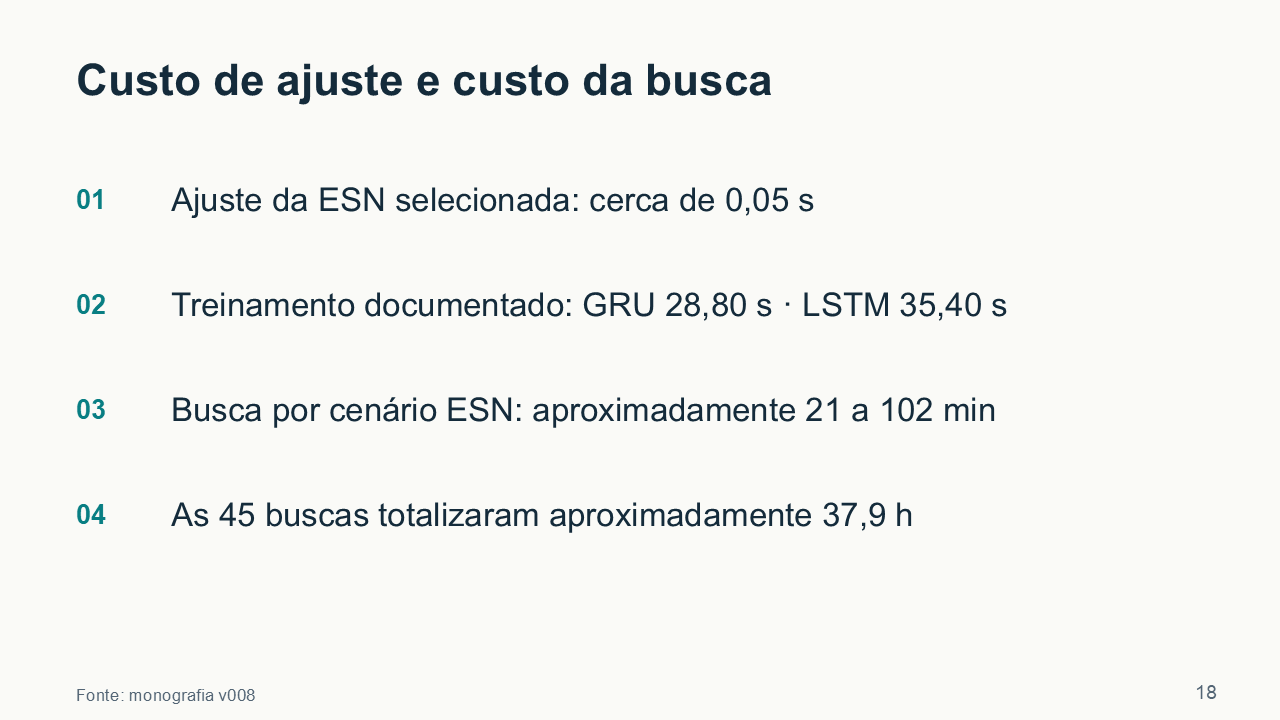 Custo de ajuste e custo da busca
01 Ajuste da ESN selecionada: cerca de 0,05 s
02 Treinamento documentado: GRU 28,80 s · LSTM 35,40 s
03 Busca por cenário ESN: aproximadamente 21 a 102 min
04 As 45 buscas totalizaram aproximadamente 37,9 h
Fonte: monografia v008
18